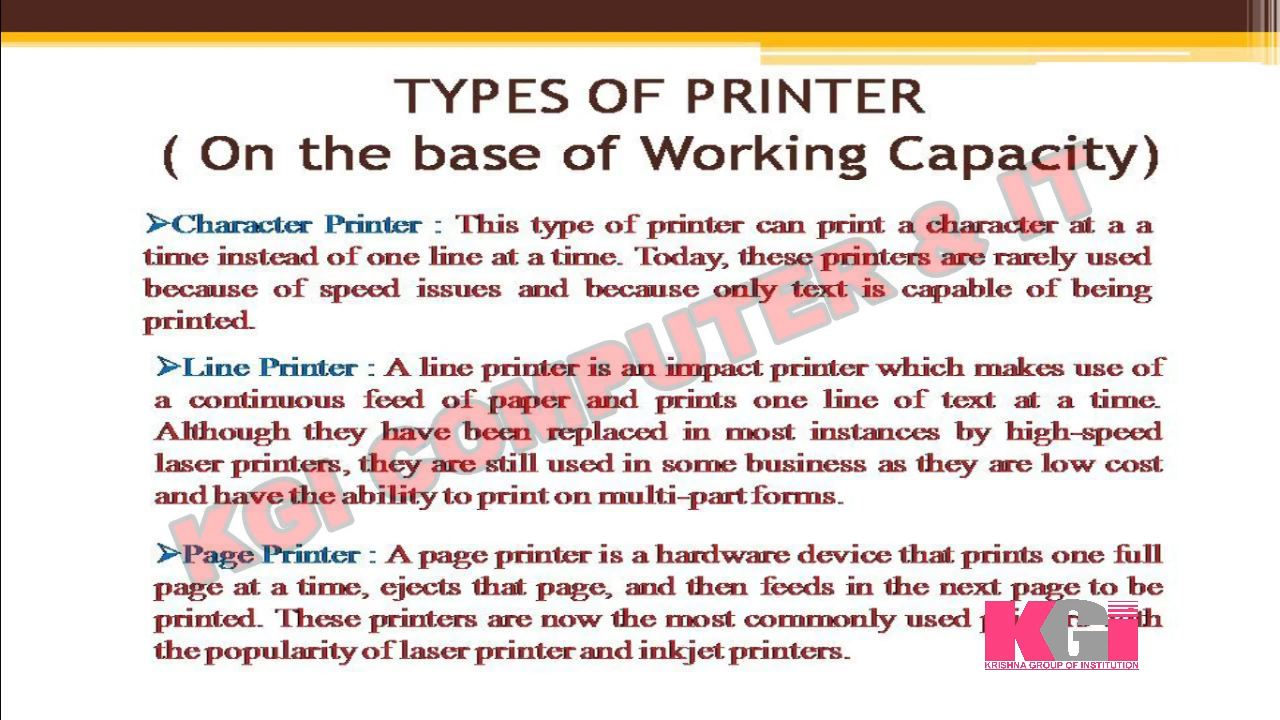 TYPES OF PRINTER
( On the base of Working Capacity)
➢Character Printer : This type of printer can print a character at a a
time instead of one line at a time. Today, these printers are rarely used
because of speed issues and because only text is capable of being
printed.
➢Line Printer : A line printer is an impact printer which makes use of
a continuous feed of paper and prints one line of text at a time.
Although they have been replaced in most instances by high-speed
laser printers, they are still used in some business as they are low cost
and have the ability to print on multi-part forms.
➢Page Printer : A page printer is a hardware device that prints one full
page at a time, ejects that page, and then feeds in the next page to be
printed. These printers are now the most commonly used
the popularity of laser printer and inkjet printers.
KGI COMPUTER & IT
KGI
KRISHNA GROUP OF INSTITUTION